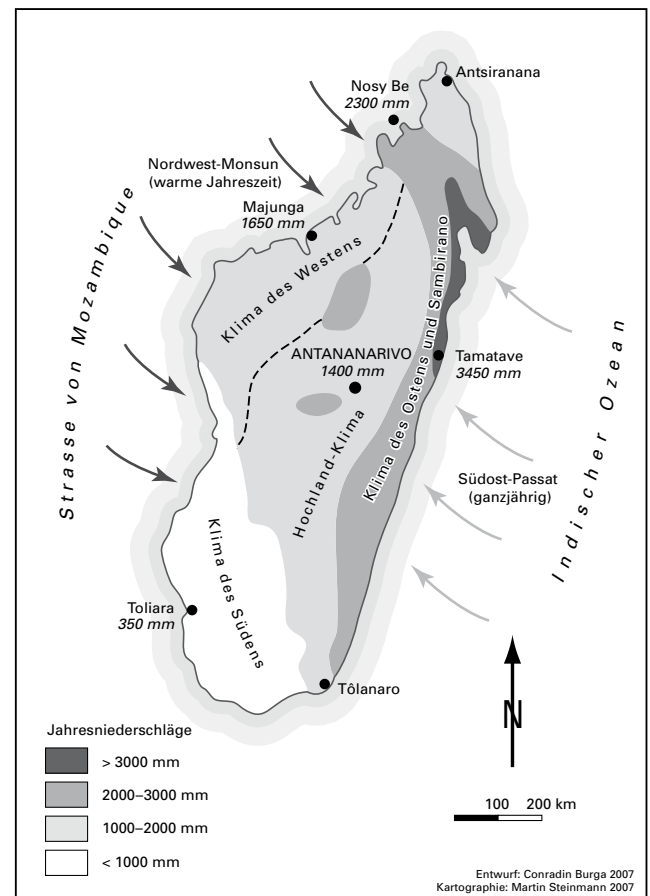 Antsiranana
Nosy Be
2300 mm
Nordwest-Monsun
(warme Jahreszeit)
Majunga
1650 mm
Strasse von Mozambique
Klima des Westens
Klima des Ostens und Sambirano
ANTANANARIVO
1400 mm
Tamatave
3450 mm
Indischer Ozean
Hochland-Klima
Südost-Passat
(ganzjährig)
Klima des Südens
Toliara
350 mm
Tôlanaro
N
Jahresniederschläge
> 3000 mm
2000–3000 mm
1000–2000 mm
< 1000 mm
100 200 km
Entwurf: Conradin Burga 2007
Kartographie: Martin Steinmann 2007